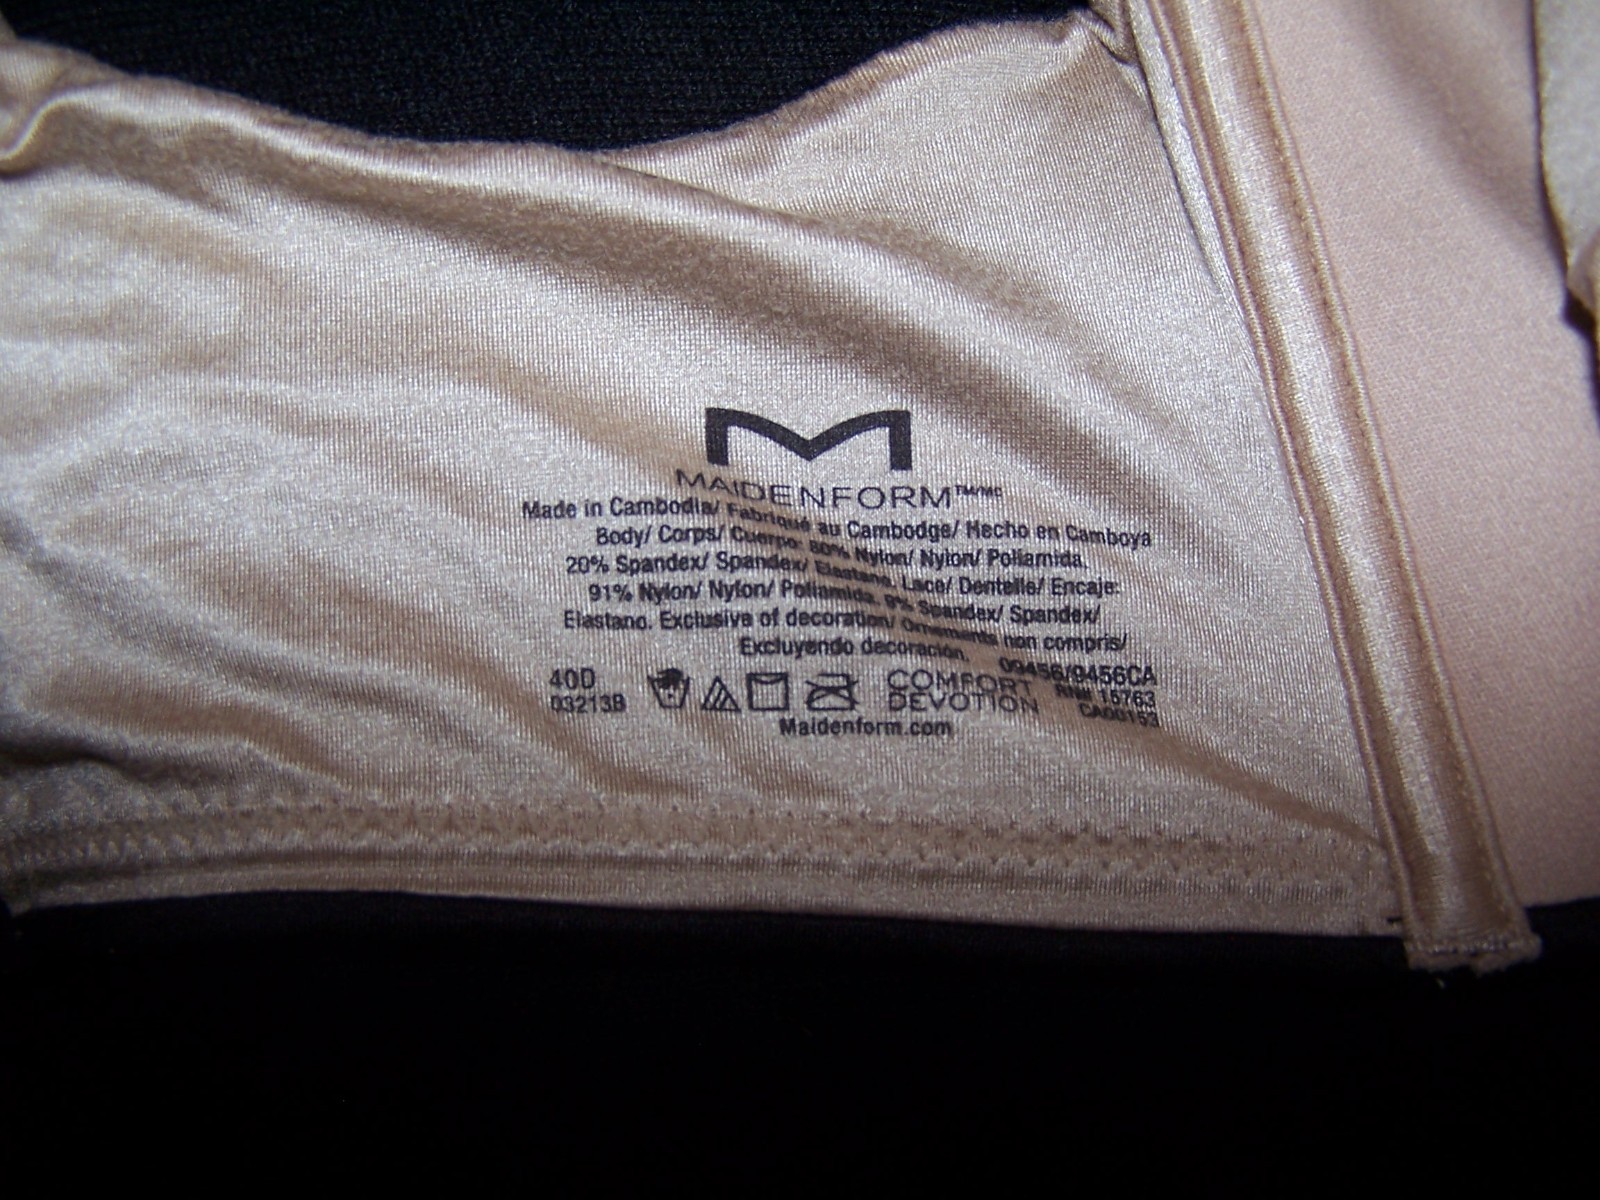 M
MAIDENFORM™/MC
Made in Cambodia/ Fabriqué au Cambodge/ Hecho en Camboya
Body/ Corps/ Cuerpo: 80% Nylon/ Nylon/ Poliamida,
20% Spandex/ Spandex/ Elastano. Lace/ Dentelle/ Encaje:
91% Nylon/ Nylon/ Poliamida, 9% Spandex/ Spandex/
Elastano. Exclusive of decoration/ Ornements non compris/
Excluyendo decoración.
09456/9456CA
40D
03213B
COMFORT
DEVOTION
RN# 15763
CA00153
Maidenform.com